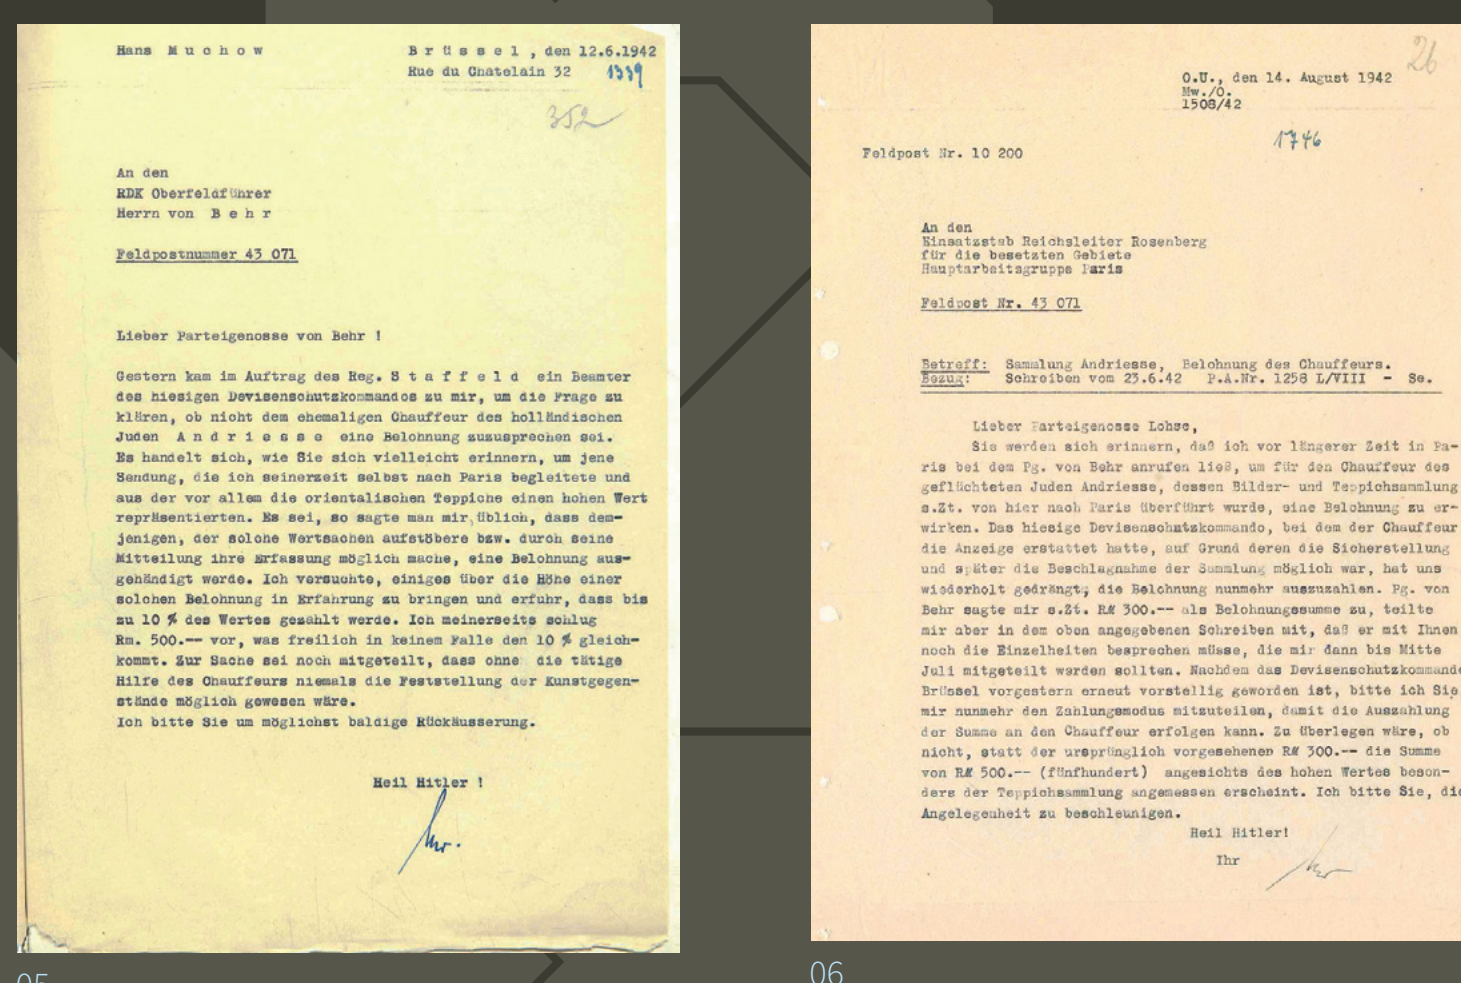 Hans M u c h o w
B r ü s s e l , den 12.6.1942
Rue du Chatelain 32
1339
352
An den
RDK Oberfeldführer
Herrn von B e h r
Feldpostnummer 43 071
Lieber Parteigenosse von Behr !
Gestern kam im Auftrag des Reg. S t a f f e l d ein Beamter
des hiesigen Devisenschutzkommandos zu mir, um die Frage zu
klären, ob nicht dem ehemaligen Chauffeur des holländischen
Juden A n d r i e s s e eine Belohnung zuzusprechen sei.
Es handelt sich, wie Sie sich vielleicht erinnern, um jene
Sendung, die ich seinerzeit selbst nach Paris begleitete und
aus der vor allem die orientalischen Teppiche einen hohen Wert
repräsentierten. Es sei, so sagte man mir, üblich, dass dem-
jenigen, der solche Wertsachen aufstöbere bzw. durch seine
Mitteilung ihre Erfassung möglich mache, eine Belohnung aus-
gehändigt werde. Ich versuchte, einiges über die Höhe einer
solchen Belohnung in Erfahrung zu bringen und erfuhr, dass bis
zu 10 % des Wertes gezahlt werde. Ich meinerseits schlug
Rm. 500.-- vor, was freilich in keinem Falle den 10 % gleich-
kommt. Zur Sache sei noch mitgeteilt, dass ohne die tätige
Hilfe des Chauffeurs niemals die Feststellung der Kunstgegen-
stände möglich gewesen wäre.
Ich bitte Sie um möglichst baldige Rückäusserung.
Heil Hitler !
05
26
O.U., den 14. August 1942
Mw./Ö.
1508/42
1746
Feldpost Nr. 10 200
An den
Einsatzstab Reichsleiter Rosenberg
für die besetzten Gebiete
Hauptarbeitsgruppe Paris
Feldpost Nr. 43 071
Betreff: Sammlung Andriesse, Belohnung des Chauffeurs.
Bezug: Schreiben vom 23.6.42 P.A.Nr. 1258 L/VIII - Se.
Lieber Parteigenosse Lohse,
Sie werden sich erinnern, daß ich vor längerer Zeit in Pa-
ris bei dem Pg. von Behr anrufen ließ, um für den Chauffeur des
geflüchteten Juden Andriesse, dessen Bilder- und Teppichsammlung
s.Zt. von hier nach Paris überführt wurde, eine Belohnung zu er-
wirken. Das hiesige Devisenschutzkommando, bei dem der Chauffeur
die Anzeige erstattet hatte, auf Grund deren die Sicherstellung
und später die Beschlagnahme der Sammlung möglich war, hat uns
wiederholt gedrängt, die Belohnung nunmehr auszuzahlen. Pg. von
Behr sagte mir s.Zt. RM 300.-- als Belohnungssumme zu, teilte
mir aber in dem oben angegebenen Schreiben mit, daß er mit Ihnen
noch die Einzelheiten besprechen müsse, die mir dann bis Mitte
Juli mitgeteilt werden sollten. Nachdem das Devisenschutzkommando
Brüssel vorgestern erneut vorstellig geworden ist, bitte ich Sie
mir nunmehr den Zahlungsmodus mitzuteilen, damit die Auszahlung
der Summe an den Chauffeur erfolgen kann. Zu überlegen wäre, ob
nicht, statt der ursprünglich vorgesehenen RM 300.-- die Summe
von RM 500.-- (fünfhundert) angesichts des hohen Wertes beson-
ders der Teppichsammlung angemessen erscheint. Ich bitte Sie, die
Angelegenheit zu beschleunigen.
Heil Hitler!
Ihr
06